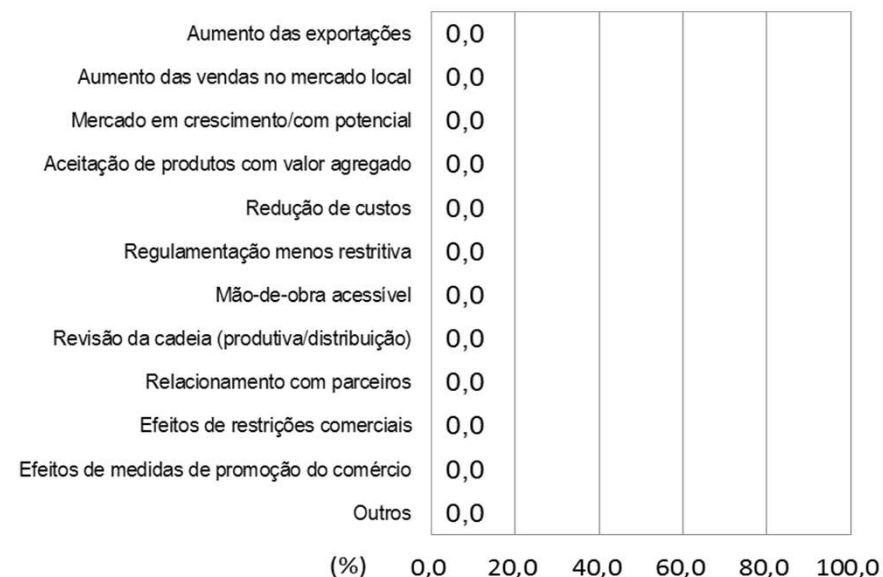 Aumento das exportações 0,0
Aumento das vendas no mercado local 0,0
Mercado em crescimento/com potencial 0,0
Aceitação de produtos com valor agregado 0,0
Redução de custos 0,0
Regulamentação menos restritiva 0,0
Mão-de-obra acessível 0,0
Revisão da cadeia (produtiva/distribuição) 0,0
Relacionamento com parceiros 0,0
Efeitos de restrições comerciais 0,0
Efeitos de medidas de promoção do comércio 0,0
Outros 0,0
(%) 0,0 20,0 40,0 60,0 80,0 100,0